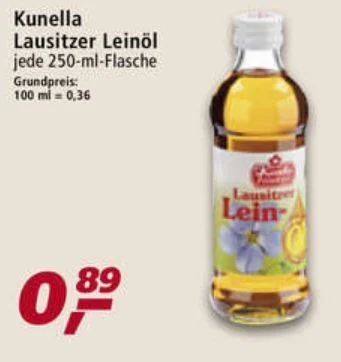 Kunella
Lausitzer Leinöl
jede 250-ml-Flasche
Grundpreis:
100 ml = 0,36
Lausitzer
Lein-
0,89